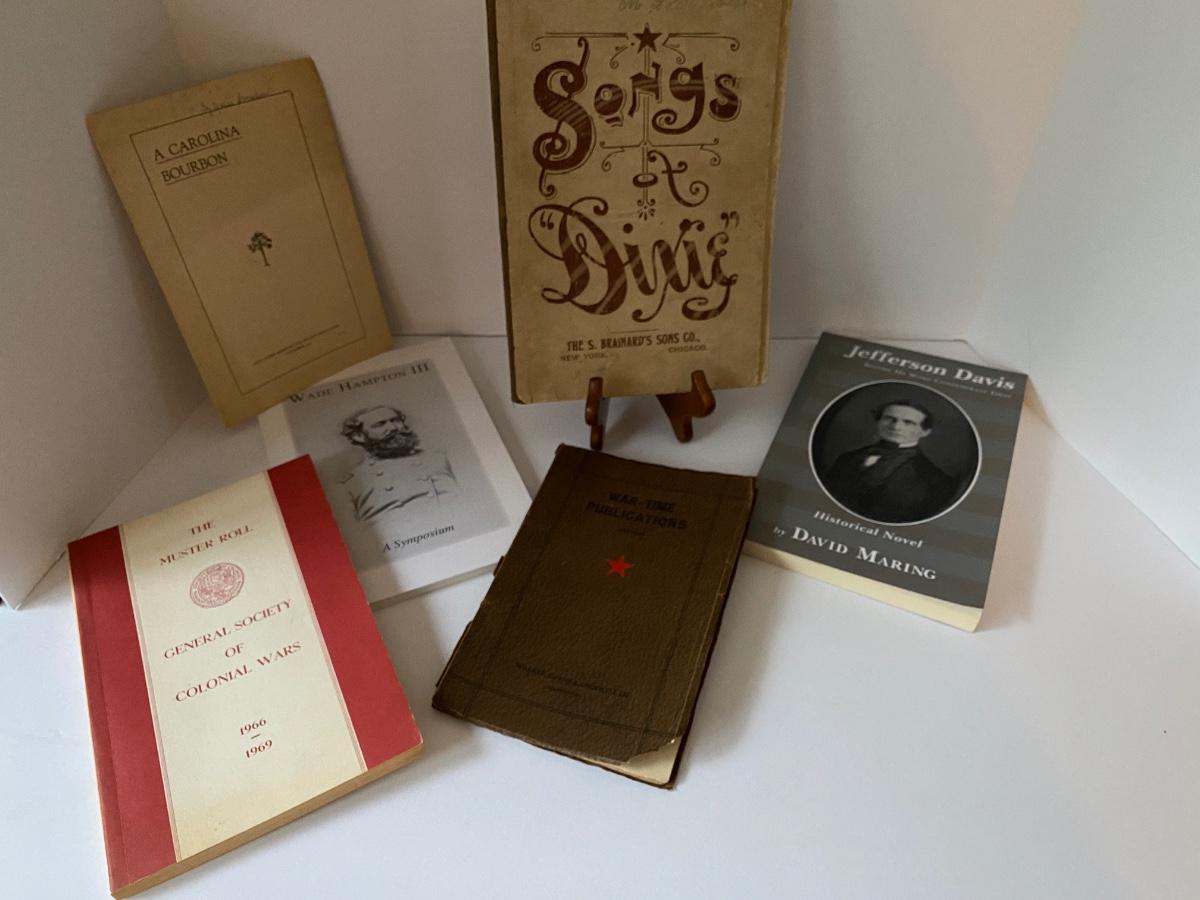 A CAROLINA
BOURBON
Songs
of
"Dixie"
THE S. BRAINARD'S SONS CO.,
NEW YORK.
CHICAGO.
WADE HAMPTON III
A Symposium
Jefferson Davis
Historical Novel
by DAVID MARING
THE
MUSTER ROLL
GENERAL SOCIETY
OF
COLONIAL WARS
1966
–
1969
WAR-TIME
PUBLICATIONS